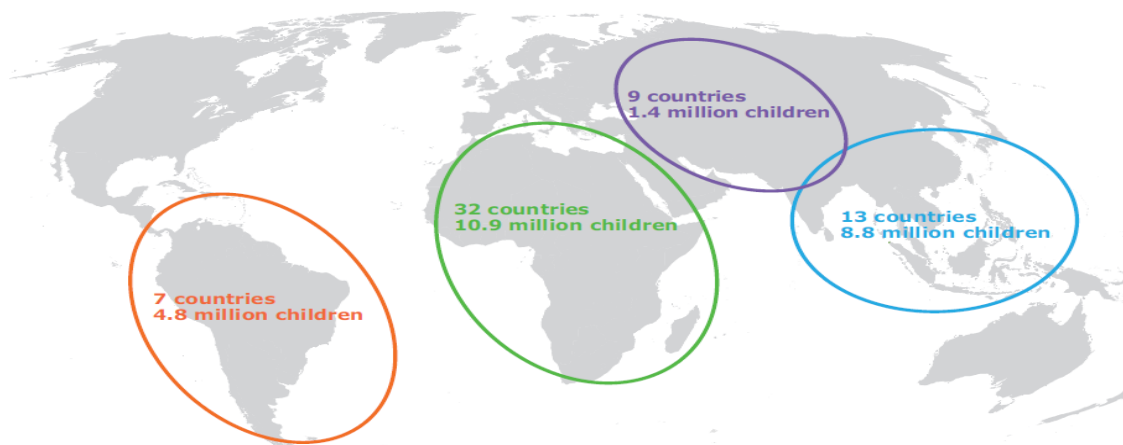 9 countries
1.4 million children
32 countries
10.9 million children
13 countries
8.8 million children
7 countries
4.8 million children